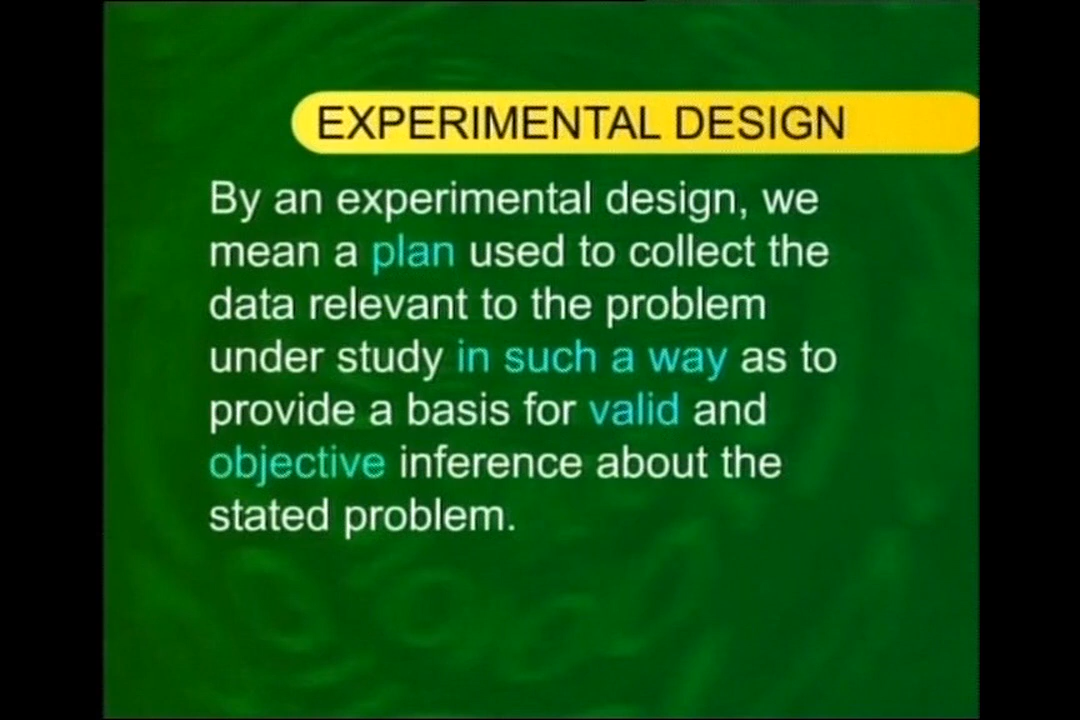 EXPERIMENTAL DESIGN
By an experimental design, we
mean a plan used to collect the
data relevant to the problem
under study in such a way as to
provide a basis for valid and
objective inference about the
stated problem.